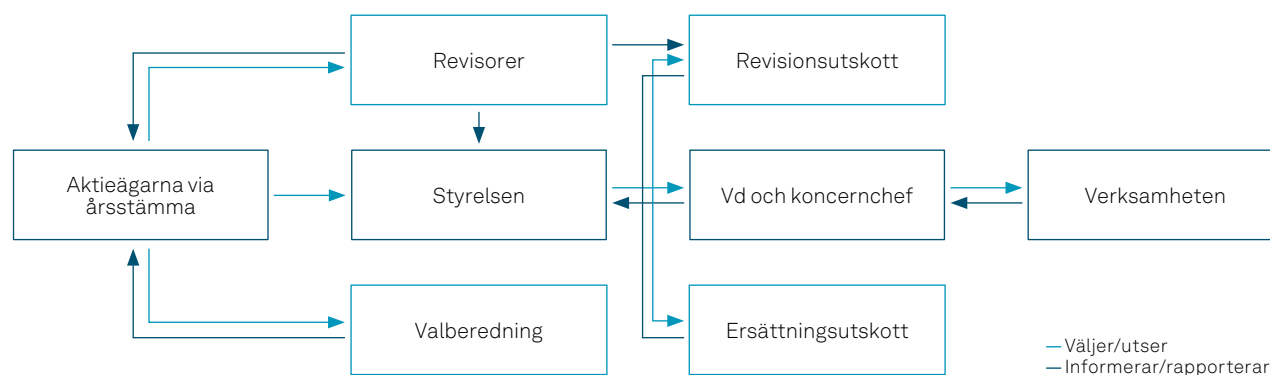 Revisorer
Revisionsutskott
Aktieägarna via
årsstämma
Styrelsen
Vd och koncernchef
Verksamheten
Valberedning
Ersättningsutskott
Väljer/utser
Informerar/rapporterar